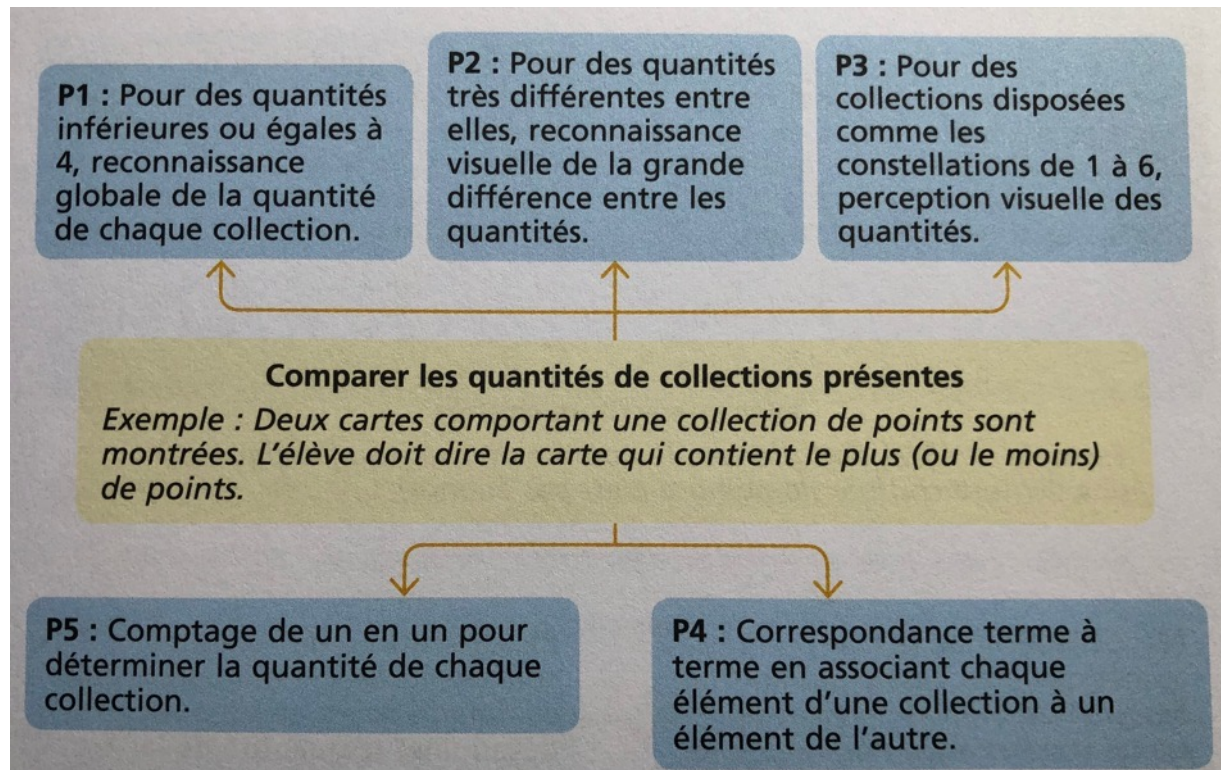 P1 : Pour des quantités
inférieures ou égales à
4, reconnaissance
globale de la quantité
de chaque collection.
P2 : Pour des quantités
très différentes entre
elles, reconnaissance
visuelle de la grande
différence entre les
quantités.
P3 : Pour des
collections disposées
comme les
constellations de 1 à 6,
perception visuelle des
quantités.
Comparer les quantités de collections présentes
Exemple : Deux cartes comportant une collection de points sont
montrées. L'élève doit dire la carte qui contient le plus (ou le moins)
de points.
P5 : Comptage de un en un pour
déterminer la quantité de chaque
collection.
P4 : Correspondance terme à
terme en associant chaque
élément d'une collection à un
élément de l'autre.